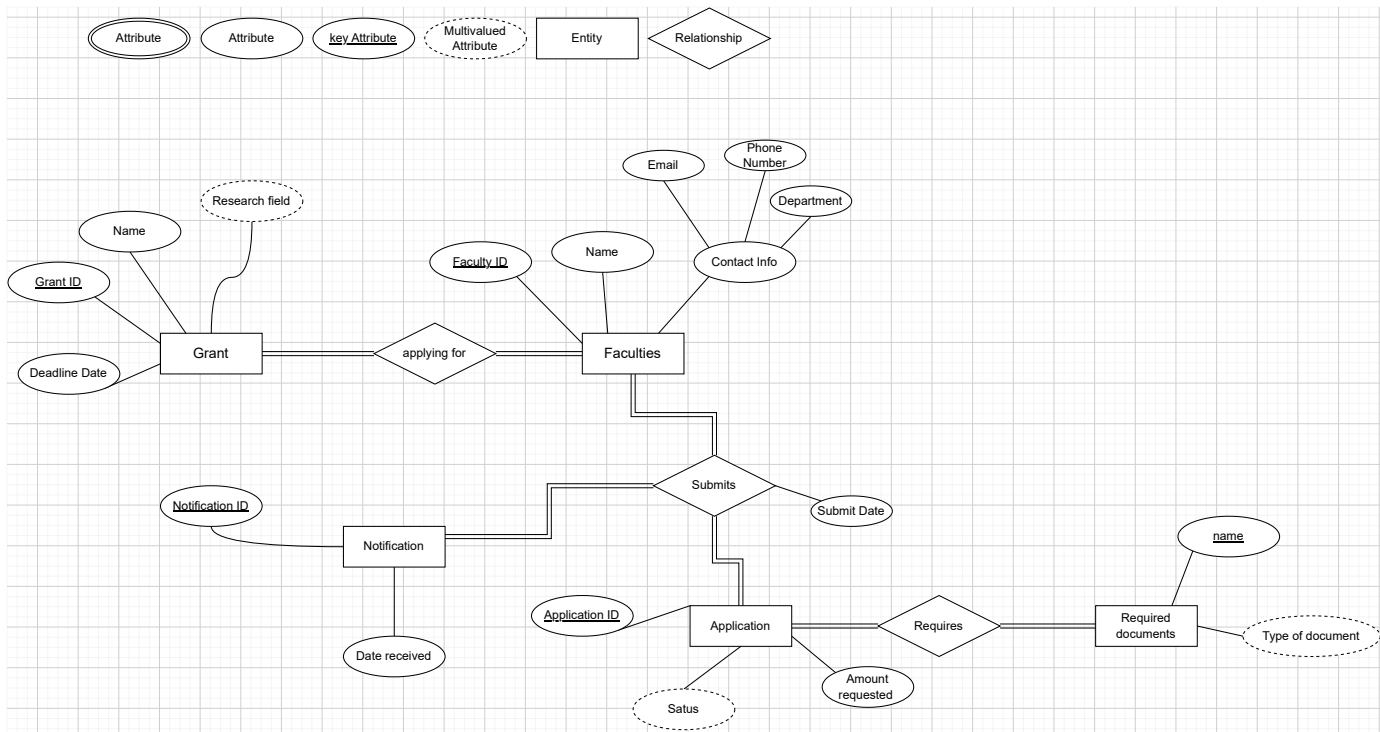 Attribute
Attribute
key Attribute
Multivalued
Attribute
Entity
Relationship
Phone
Number
Email
Department
Research field
Name
Faculty ID
Name
Contact Info
Grant ID
Deadline Date
Grant
applying for
Faculties
Submits
Notification ID
Submit Date
Notification
name
Application ID
Application
Requires
Required
documents
Type of document
Date received
Amount
requested
Satus